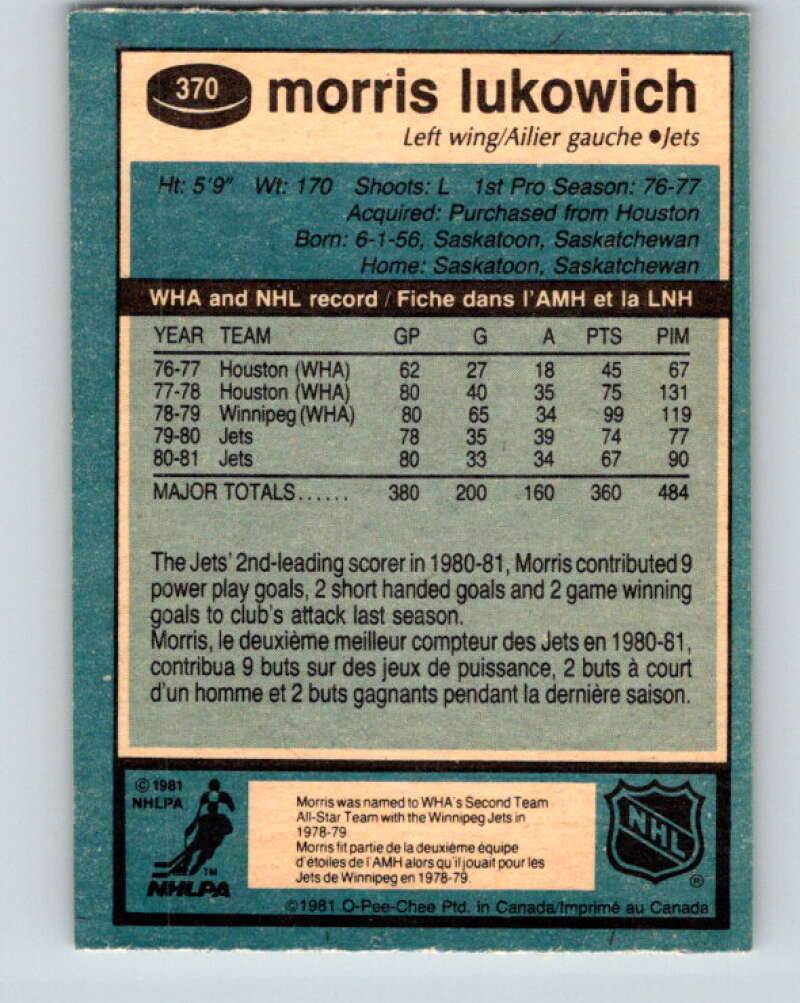 370 morris lukowich
Left wing/Ailier gauche ●Jets
Ht: 5'9" Wt: 170 Shoots: L 1st Pro Season: 76-77
Acquired: Purchased from Houston
Born: 6-1-56, Saskatoon, Saskatchewan
Home: Saskatoon, Saskatchewan
WHA and NHL record / Fiche dans l'AMH et la LNH
YEAR TEAM GP G A PTS PIM
76-77 Houston (WHA) 62 27 18 45 67
77-78 Houston (WHA) 80 40 35 75 131
78-79 Winnipeg (WHA) 80 65 34 99 119
79-80 Jets 78 35 39 74 77
80-81 Jets 80 33 34 67 90
MAJOR TOTALS...... 380 200 160 360 484
The Jets' 2nd-leading scorer in 1980-81, Morris contributed 9
power play goals, 2 short handed goals and 2 game winning
goals to club's attack last season.
Morris, le deuxième meilleur compteur des Jets en 1980-81,
contribua 9 buts sur des jeux de puissance, 2 buts à court
d'un homme et 2 buts gagnants pendant la dernière saison.
© 1981
NHLPA
TM
NHLPA
Morris was named to WHA's Second Team
All-Star Team with the Winnipeg Jets in
1978-79
Morris fit partie de la deuxième équipe
d'étoiles de l'AMH alors qu'il jouait pour les
Jets de Winnipeg en 1978-79.
NHL
®
©1981 O-Pee-Chee Ptd. in Canada/Imprimé au Canada